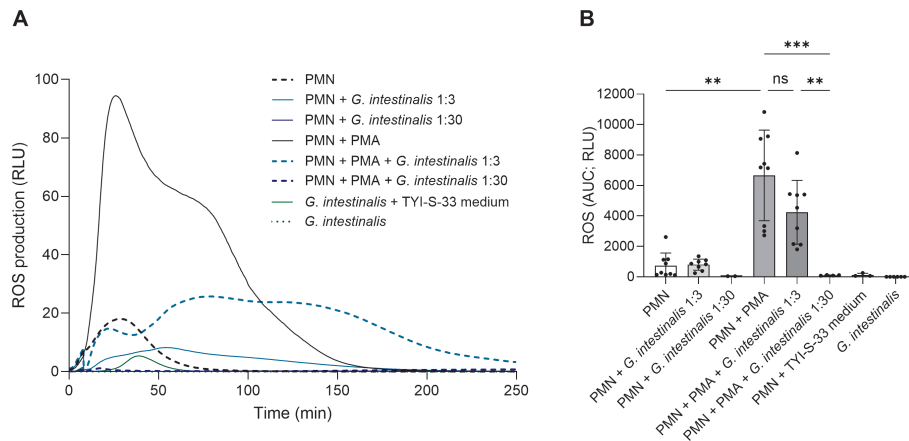 A
ROS production (RLU)
100
80
60
40
20
0
0
50
100
150
200
250
Time (min)
PMN
PMN + G. intestinalis 1:3
PMN + G. intestinalis 1:30
PMN + PMA
PMN + PMA + G. intestinalis 1:3
PMN + PMA + G. intestinalis 1:30
G. intestinalis + TYI-S-33 medium
G. intestinalis
B
***
** ns **
ROS (AUC; RLU)
12000
10000
8000
6000
4000
2000
0
PMN
PMN + G. intestinalis 1:3
PMN + G. intestinalis 1:30
PMN + PMA
PMN + PMA + G. intestinalis 1:3
PMN + PMA + G. intestinalis 1:30
PMN + TYI-S-33 medium
G. intestinalis